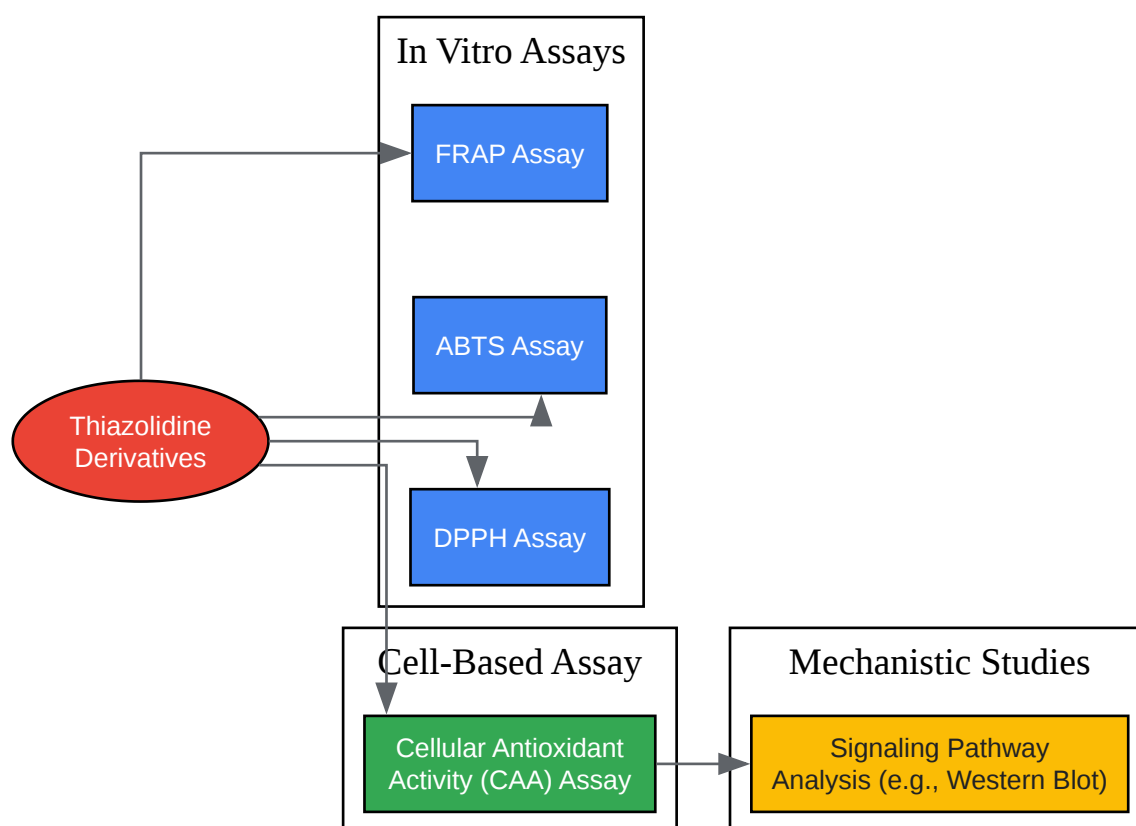 In Vitro Assays
FRAP Assay
ABTS Assay
Thiazolidine
Derivatives
DPPH Assay
Cell-Based Assay
Cellular Antioxidant
Activity (CAA) Assay
Mechanistic Studies
Signaling Pathway
Analysis (e.g., Western Blot)